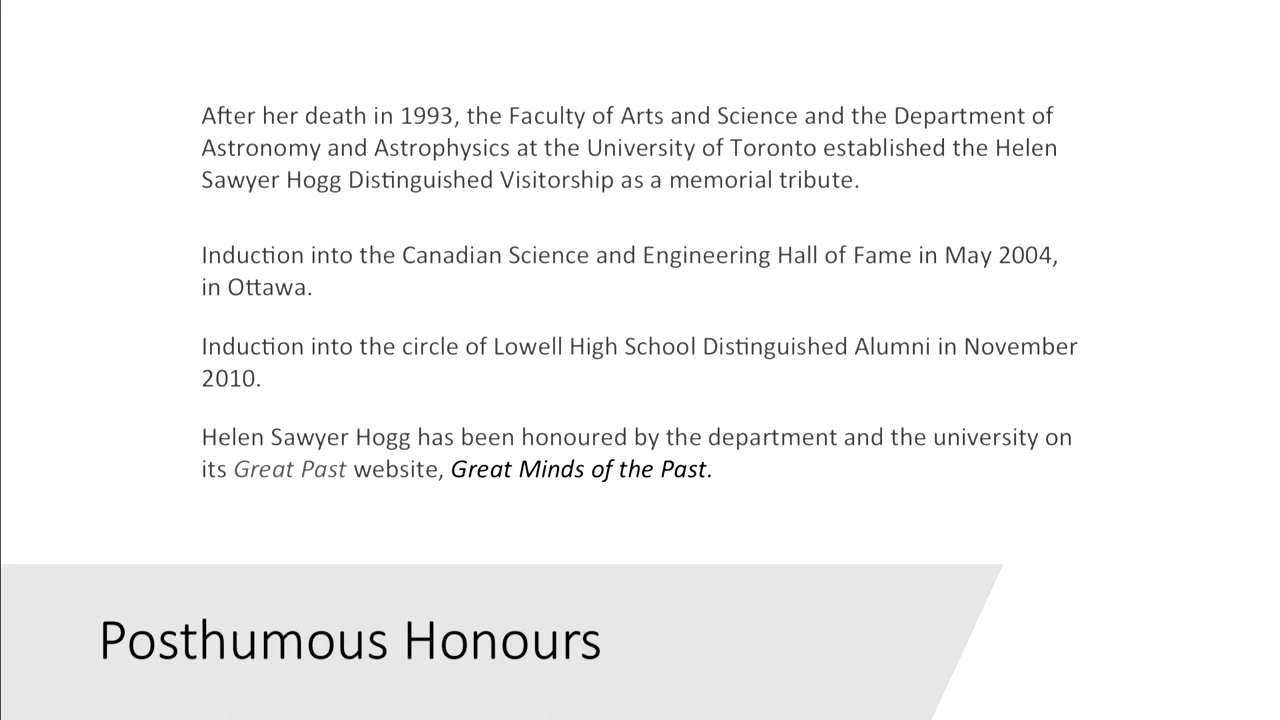 After her death in 1993, the Faculty of Arts and Science and the Department of
Astronomy and Astrophysics at the University of Toronto established the Helen
Sawyer Hogg Distinguished Visitorship as a memorial tribute.
Induction into the Canadian Science and Engineering Hall of Fame in May 2004,
in Ottawa.
Induction into the circle of Lowell High School Distinguished Alumni in November
2010.
Helen Sawyer Hogg has been honoured by the department and the university on
its Great Past website, Great Minds of the Past.
Posthumous Honours